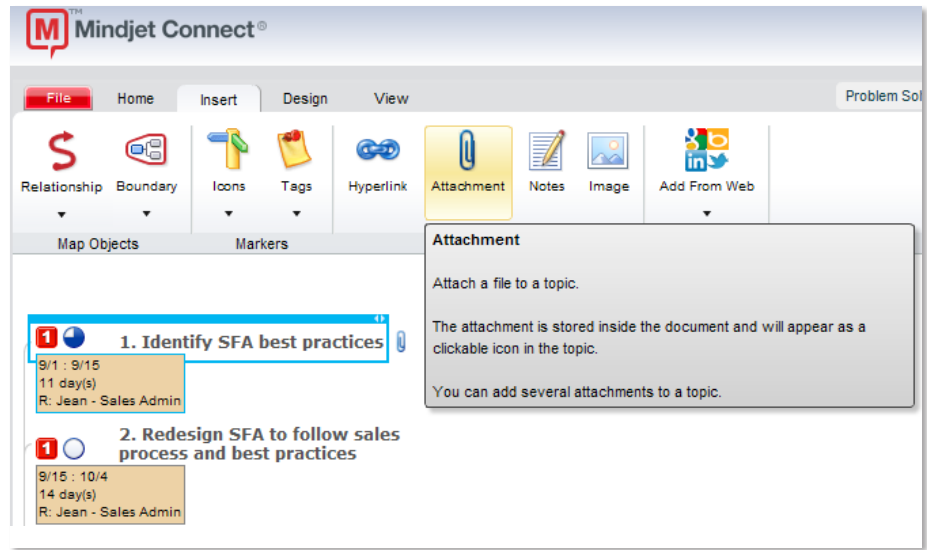 M™ Mindjet Connect®
File Home Insert Design View Problem Sol
Relationship Boundary Icons Tags Hyperlink Attachment Notes Image Add From Web
Map Objects Markers
Attachment
Attach a file to a topic.
The attachment is stored inside the document and will appear as a
clickable icon in the topic.
You can add several attachments to a topic.
1 1. Identify SFA best practices
9/1 : 9/15
11 day(s)
R: Jean - Sales Admin
1 2. Redesign SFA to follow sales
process and best practices
9/15 : 10/4
14 day(s)
R: Jean - Sales Admin